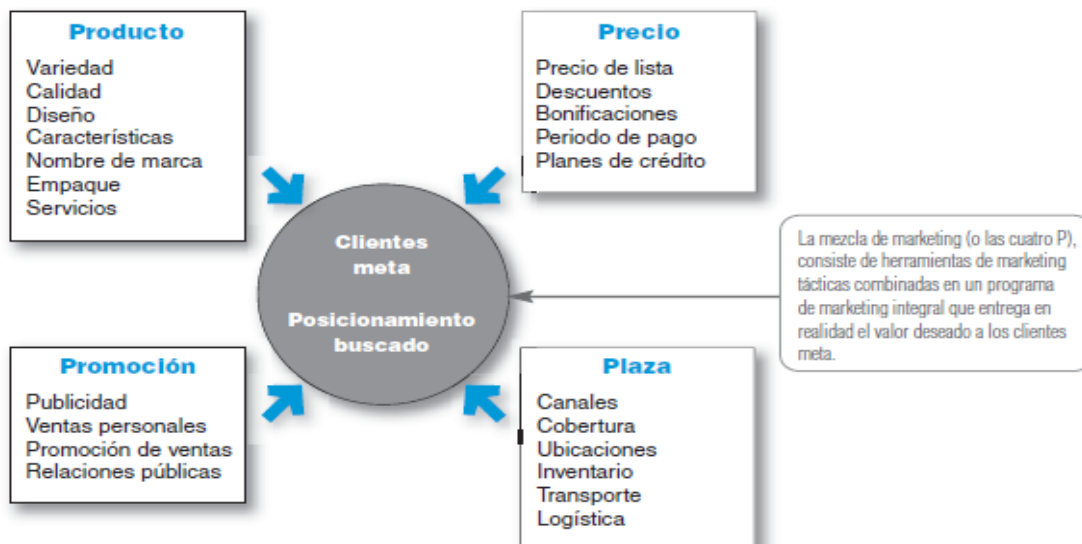 Producto
Variedad
Calidad
Diseño
Características
Nombre de marca
Empaque
Servicios
Precio
Precio de lista
Descuentos
Bonificaciones
Periodo de pago
Planes de crédito
Clientes
meta
Posicionamiento
buscado
La mezcla de marketing (o las cuatro P),
consiste de herramientas de marketing
tácticas combinadas en un programa
de marketing integral que entrega en
realidad el valor deseado a los clientes
meta.
Promoción
Publicidad
Ventas personales
Promoción de ventas
Relaciones públicas
Plaza
Canales
Cobertura
Ubicaciones
Inventario
Transporte
Logística